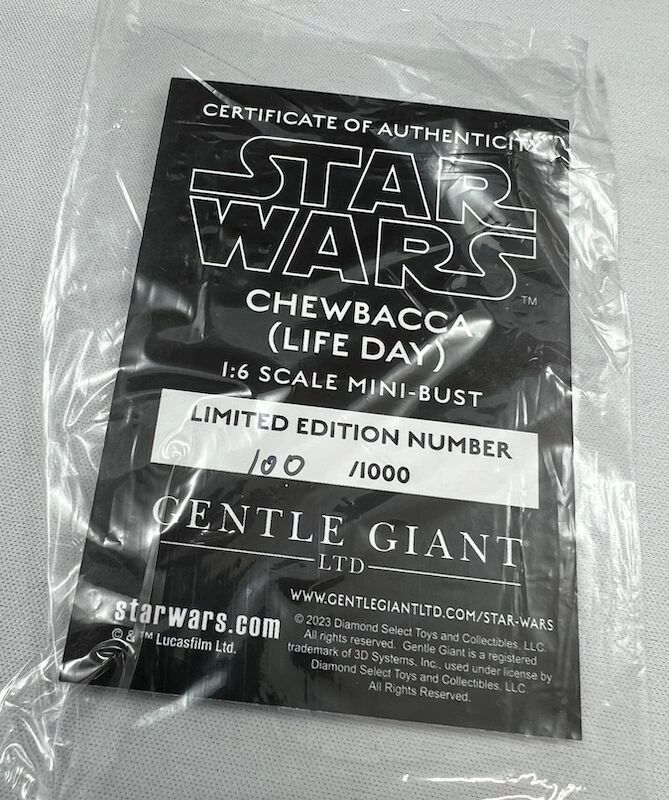 CERTIFICATE OF AUTHENTICITY
STAR
WARS
TM
CHEWBACCA
(LIFE DAY)
1:6 SCALE MINI-BUST
LIMITED EDITION NUMBER
100 /1000
GENTLE GIANT
LTD
WWW.GENTLEGIANTLTD.COM/STAR-WARS
starwars.com
© & ™ Lucasfilm Ltd.
© 2023 Diamond Select Toys and Collectibles, LLC.
All rights reserved. Gentle Giant is a registered
trademark of 3D Systems, Inc., used under license by
Diamond Select Toys and Collectibles, LLC.
All Rights Reserved.